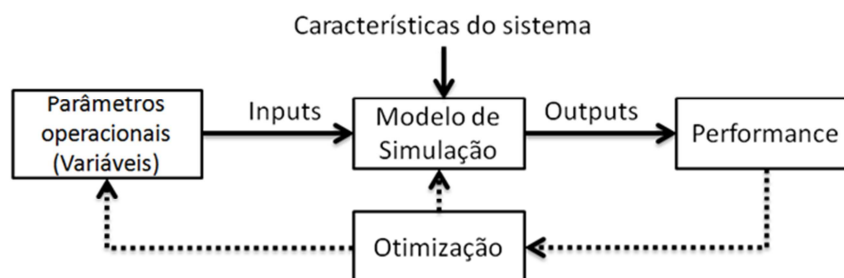 Características do sistema
Parâmetros
operacionais
(Variáveis)
Inputs
Modelo de
Simulação
Outputs
Performance
Otimização